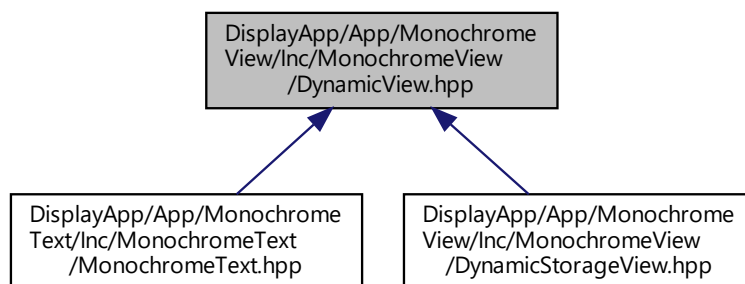 DisplayApp/App/Monochrome
View/Inc/MonochromeView
/DynamicView.hpp
DisplayApp/App/Monochrome
Text/Inc/MonochromeText
/MonochromeText.hpp
DisplayApp/App/Monochrome
View/Inc/MonochromeView
/DynamicStorageView.hpp